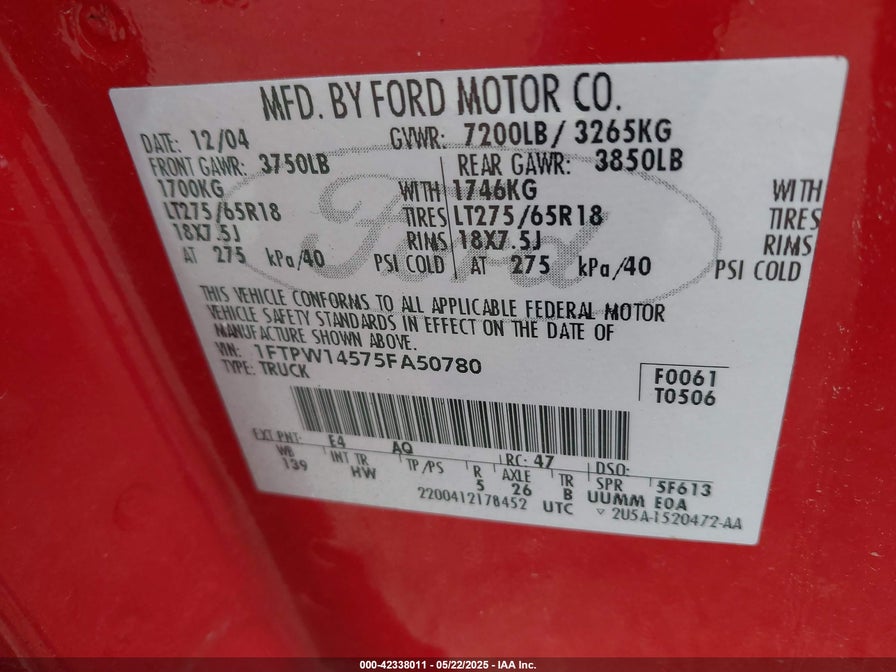 MFD. BY FORD MOTOR CO.
DATE: 12/04 GVWR: 7200LB/ 3265KG
FRONT GAWR: 3750LB REAR GAWR: 3850LB
1700KG WITH 1746KG WITH
LT275/65R18 TIRES LT275/65R18 TIRES
18X7.5J RIMS 18X7.5J RIMS
AT 275 kPa/40 PSI COLD AT 275 kPa/40 PSI COLD
Ford
THIS VEHICLE CONFORMS TO ALL APPLICABLE FEDERAL MOTOR
VEHICLE SAFETY STANDARDS IN EFFECT ON THE DATE OF
MANUFACTURE SHOWN ABOVE.
VIN: 1FTPW14575FA50780
TYPE: TRUCK
F0061
T0506
EXT PNT: E4 AQ RC: 47 DSO:
WB INT TR TP/PS R AXLE TR SPR 5F613
139 HW 5 26 B UUMM E0A
2200412178452 UTC ▽ 2U5A-1520472-AA
000-42338011 - 05/22/2025 - IAA Inc.